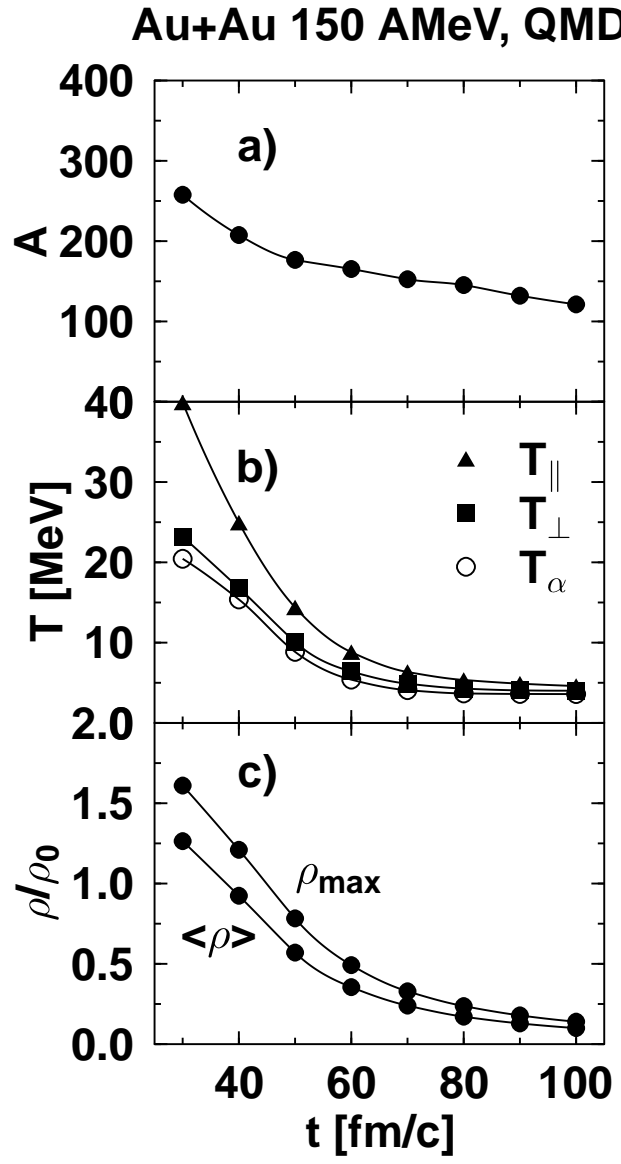 Au+Au 150 AMeV, QMD
400
300
200
100
A
a)
40
30
20
10
T [MeV]
b)
T∥
T⊥
Tα
2.0
1.5
1.0
0.5
0.0
ρ/ρ0
c)
ρmax
<ρ>
40 60 80 100
t [fm/c]